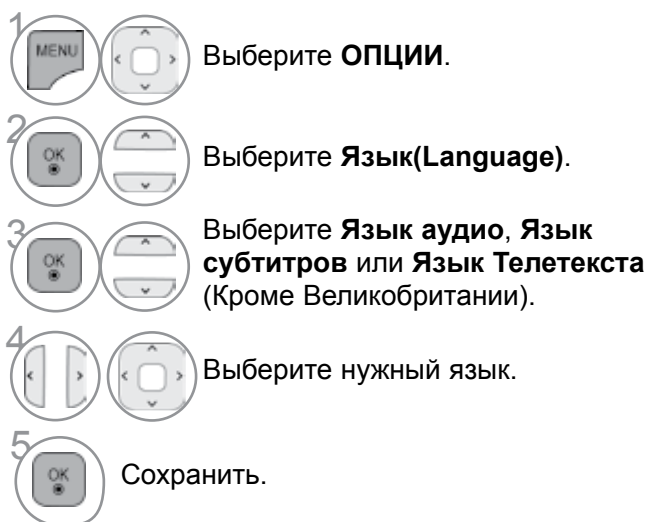 1
MENU
Выберите ОПЦИИ.
2
OK
Выберите Язык(Language).
3
OK
Выберите Язык аудио, Язык
субтитров или Язык Телетекста
(Кроме Великобритании).
4
Выберите нужный язык.
5
OK
Сохранить.